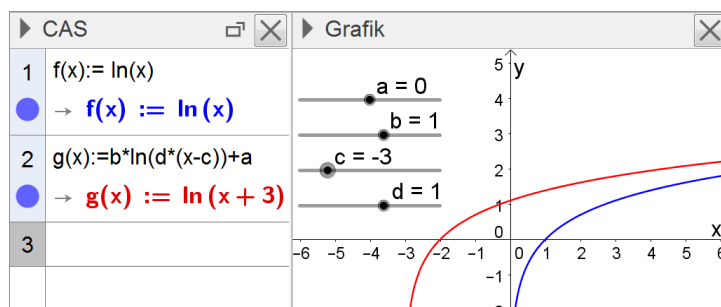 CAS
1 f(x):= ln(x)
→ f(x) := ln (x)
2 g(x):=b*ln(d*(x-c))+a
→ g(x) := ln (x + 3)
3
Grafik
a = 0
b = 1
c = -3
d = 1
y
5
4
3
2
1
0
−1
−6 −5 −4 −3 −2 −1 0 1 2 3 4 5 6
x